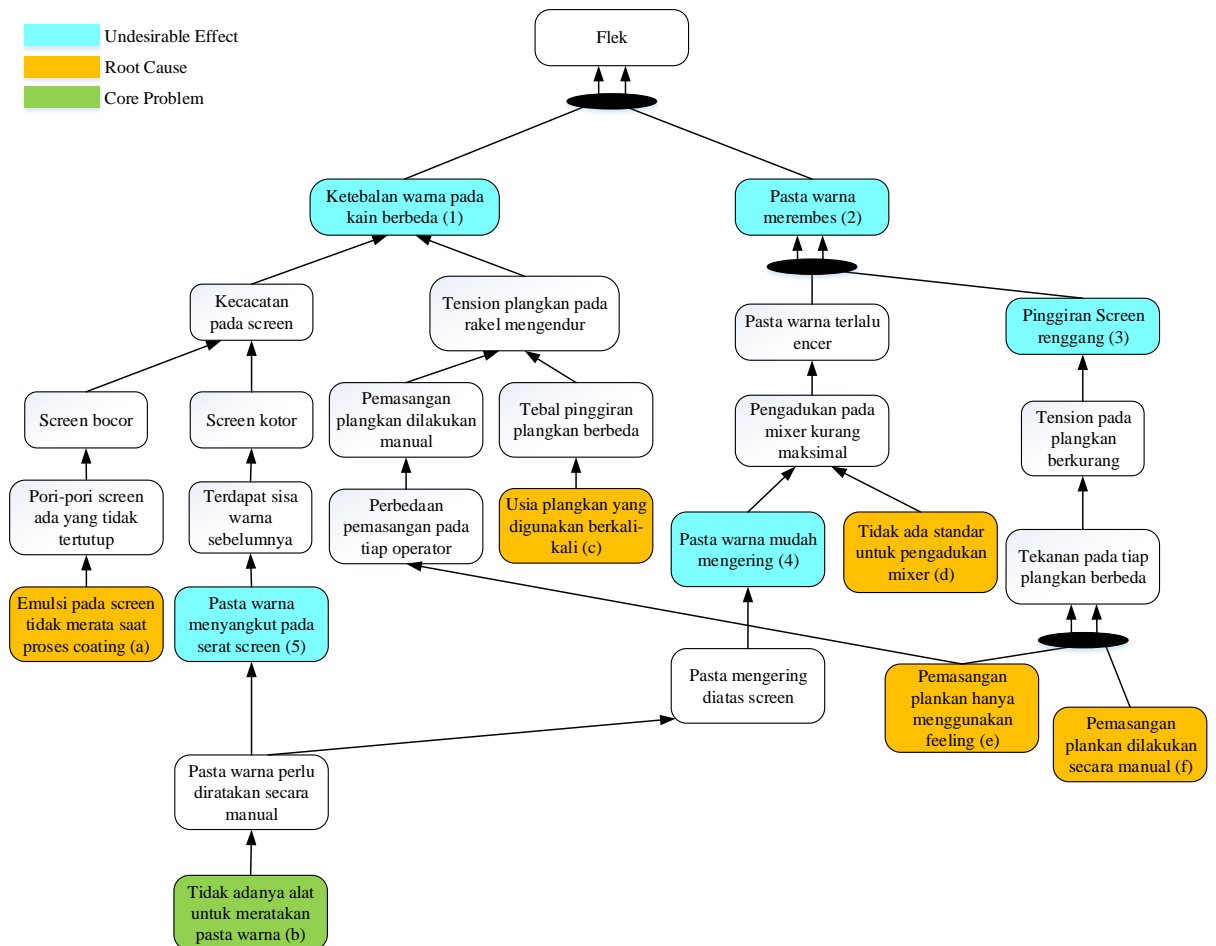 Undesirable Effect
Root Cause
Core Problem
Flek
Ketebalan warna pada
kain berbeda (1)
Pasta warna
merembes (2)
Kecacatan
pada screen
Tension plangkan pada
rakel mengendur
Pasta warna terlalu
encer
Pinggiran Screen
renggang (3)
Screen bocor
Screen kotor
Pemasangan
plangkan dilakukan
manual
Tebal pinggiran
plangkan berbeda
Pengadukan pada
mixer kurang
maksimal
Tension pada
plangkan
berkurang
Pori-pori screen
ada yang tidak
tertutup
Terdapat sisa
warna
sebelumnya
Perbedaan
pemasangan pada
tiap operator
Usia plangkan yang
digunakan berkali-
kali (c)
Pasta warna mudah
mengering (4)
Tidak ada standar
untuk pengadukan
mixer (d)
Tekanan pada tiap
plangkan berbeda
Emulsi pada screen
tidak merata saat
proses coating (a)
Pasta warna
menyangkut pada
serat screen (5)
Pasta mengering
diatas screen
Pemasangan
plankan hanya
menggunakan
feeling (e)
Pemasangan
plankan dilakukan
secara manual (f)
Pasta warna perlu
diratakan secara
manual
Tidak adanya alat
untuk meratakan
pasta warna (b)